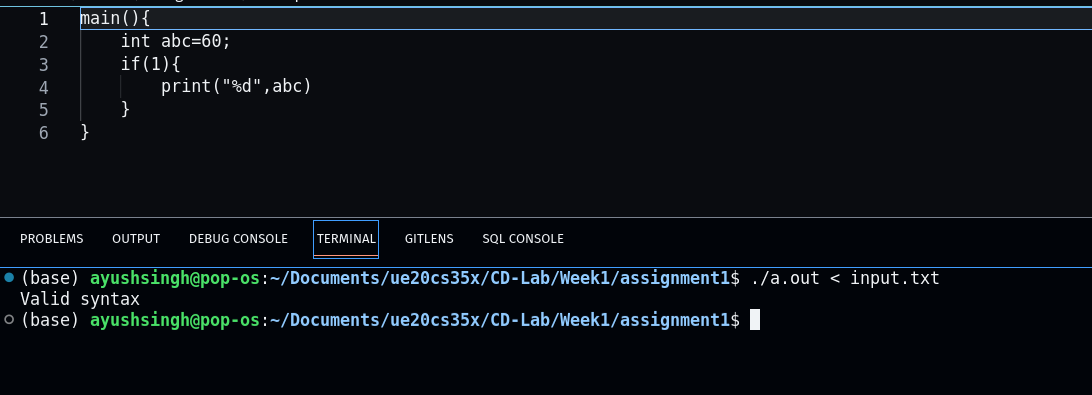 1 main(){
2     int abc=60;
3     if(1){
4         print("%d",abc)
5     }
6 }
PROBLEMS OUTPUT DEBUG CONSOLE TERMINAL GITLENS SQL CONSOLE
(base) ayushsingh@pop-os:~/Documents/ue20cs35x/CD-Lab/Week1/assignment1$ ./a.out < input.txt
Valid syntax
(base) ayushsingh@pop-os:~/Documents/ue20cs35x/CD-Lab/Week1/assignment1$